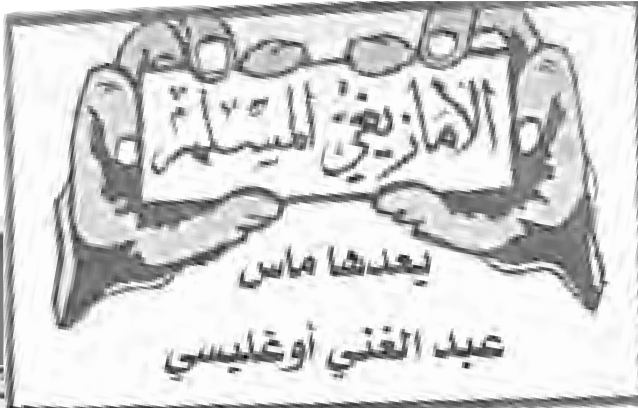 الأمازيغي المسلم
يعدها ماس
عبد الغني أوغليسي